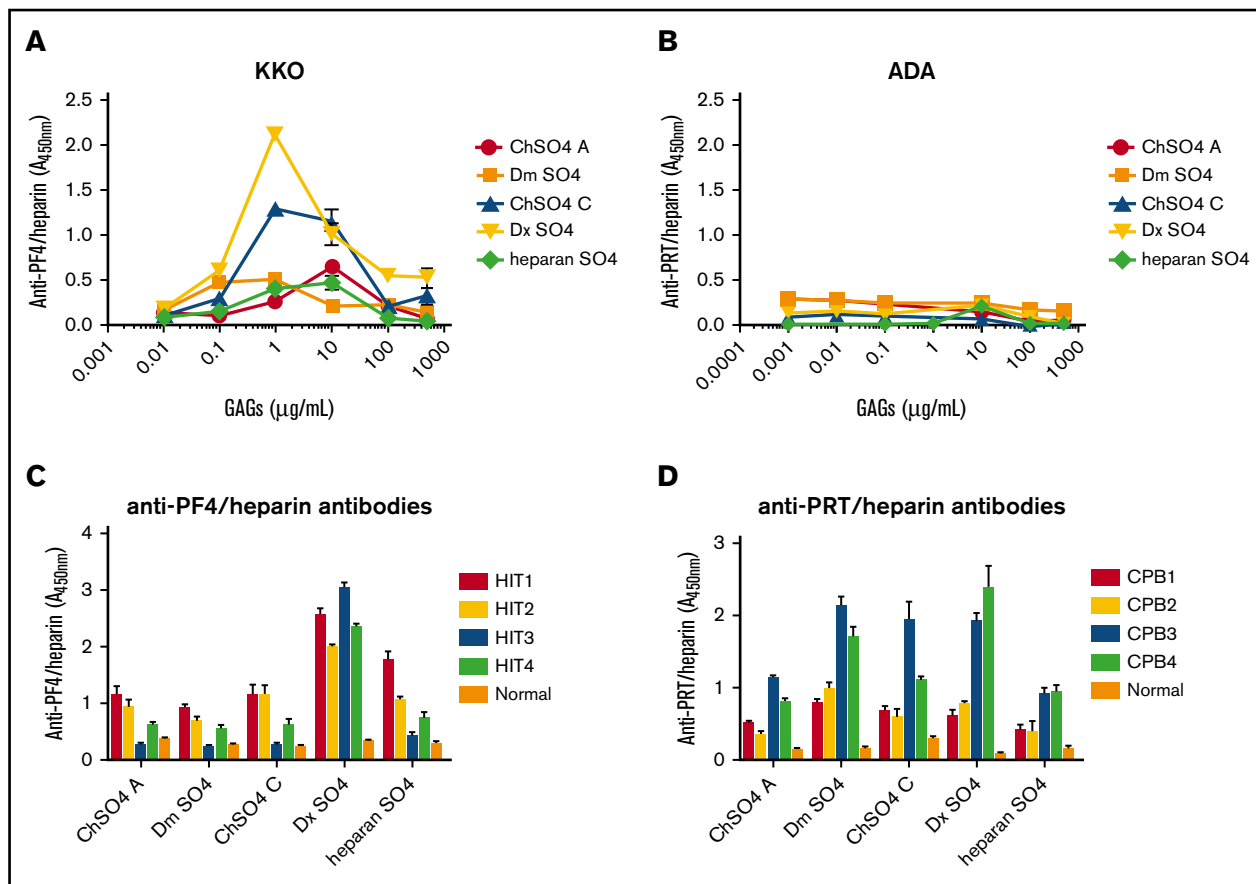 A
KKO
Anti-PF4/heparin (A450nm)
2.5
2.0
1.5
1.0
0.5
0.0
0.001
0.01
0.1
1
10
100
1000
GAGs (μg/mL)
ChSO4 A
Dm SO4
ChSO4 C
Dx SO4
heparan SO4
B
ADA
Anti-PRT/heparin (A450nm)
2.5
2.0
1.5
1.0
0.5
0.0
0.0001
0.001
0.01
0.1
1
10
100
1000
GAGs (μg/mL)
ChSO4 A
Dm SO4
ChSO4 C
Dx SO4
heparan SO4
C
anti-PF4/heparin antibodies
Anti-PF4/heparin (A450nm)
4
3
2
1
0
ChSO4 A
Dm SO4
ChSO4 C
Dx SO4
heparan SO4
HIT1
HIT2
HIT3
HIT4
Normal
D
anti-PRT/heparin antibodies
Anti-PRT/heparin (A450nm)
3
2
1
0
ChSO4 A
Dm SO4
ChSO4 C
Dx SO4
heparan SO4
CPB1
CPB2
CPB3
CPB4
Normal